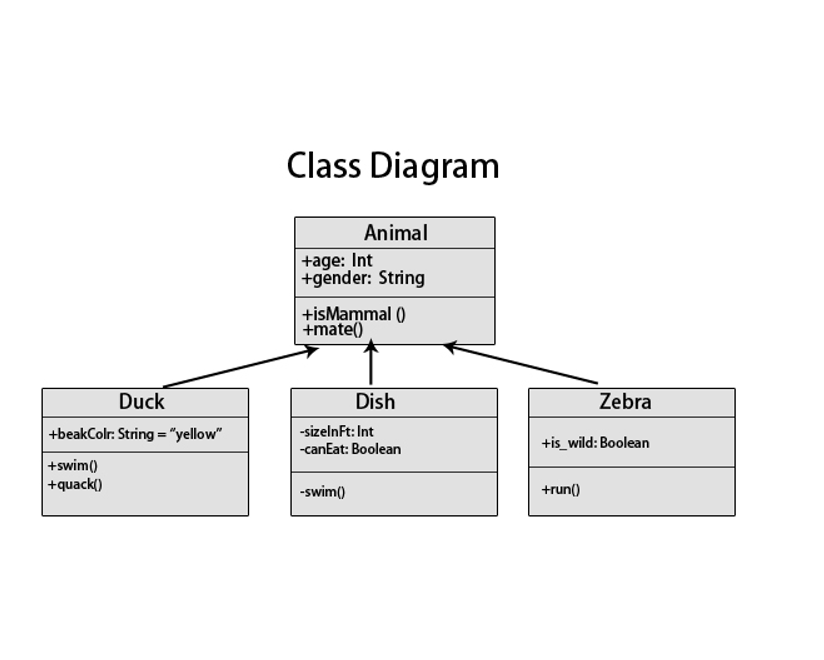 Class Diagram
Animal
+age: Int
+gender: String
+isMammal ()
+mate()
Duck
+beakColr: String = “yellow”
+swim()
+quack()
Dish
-sizeInFt: Int
-canEat: Boolean
-swim()
Zebra
+is_wild: Boolean
+run()